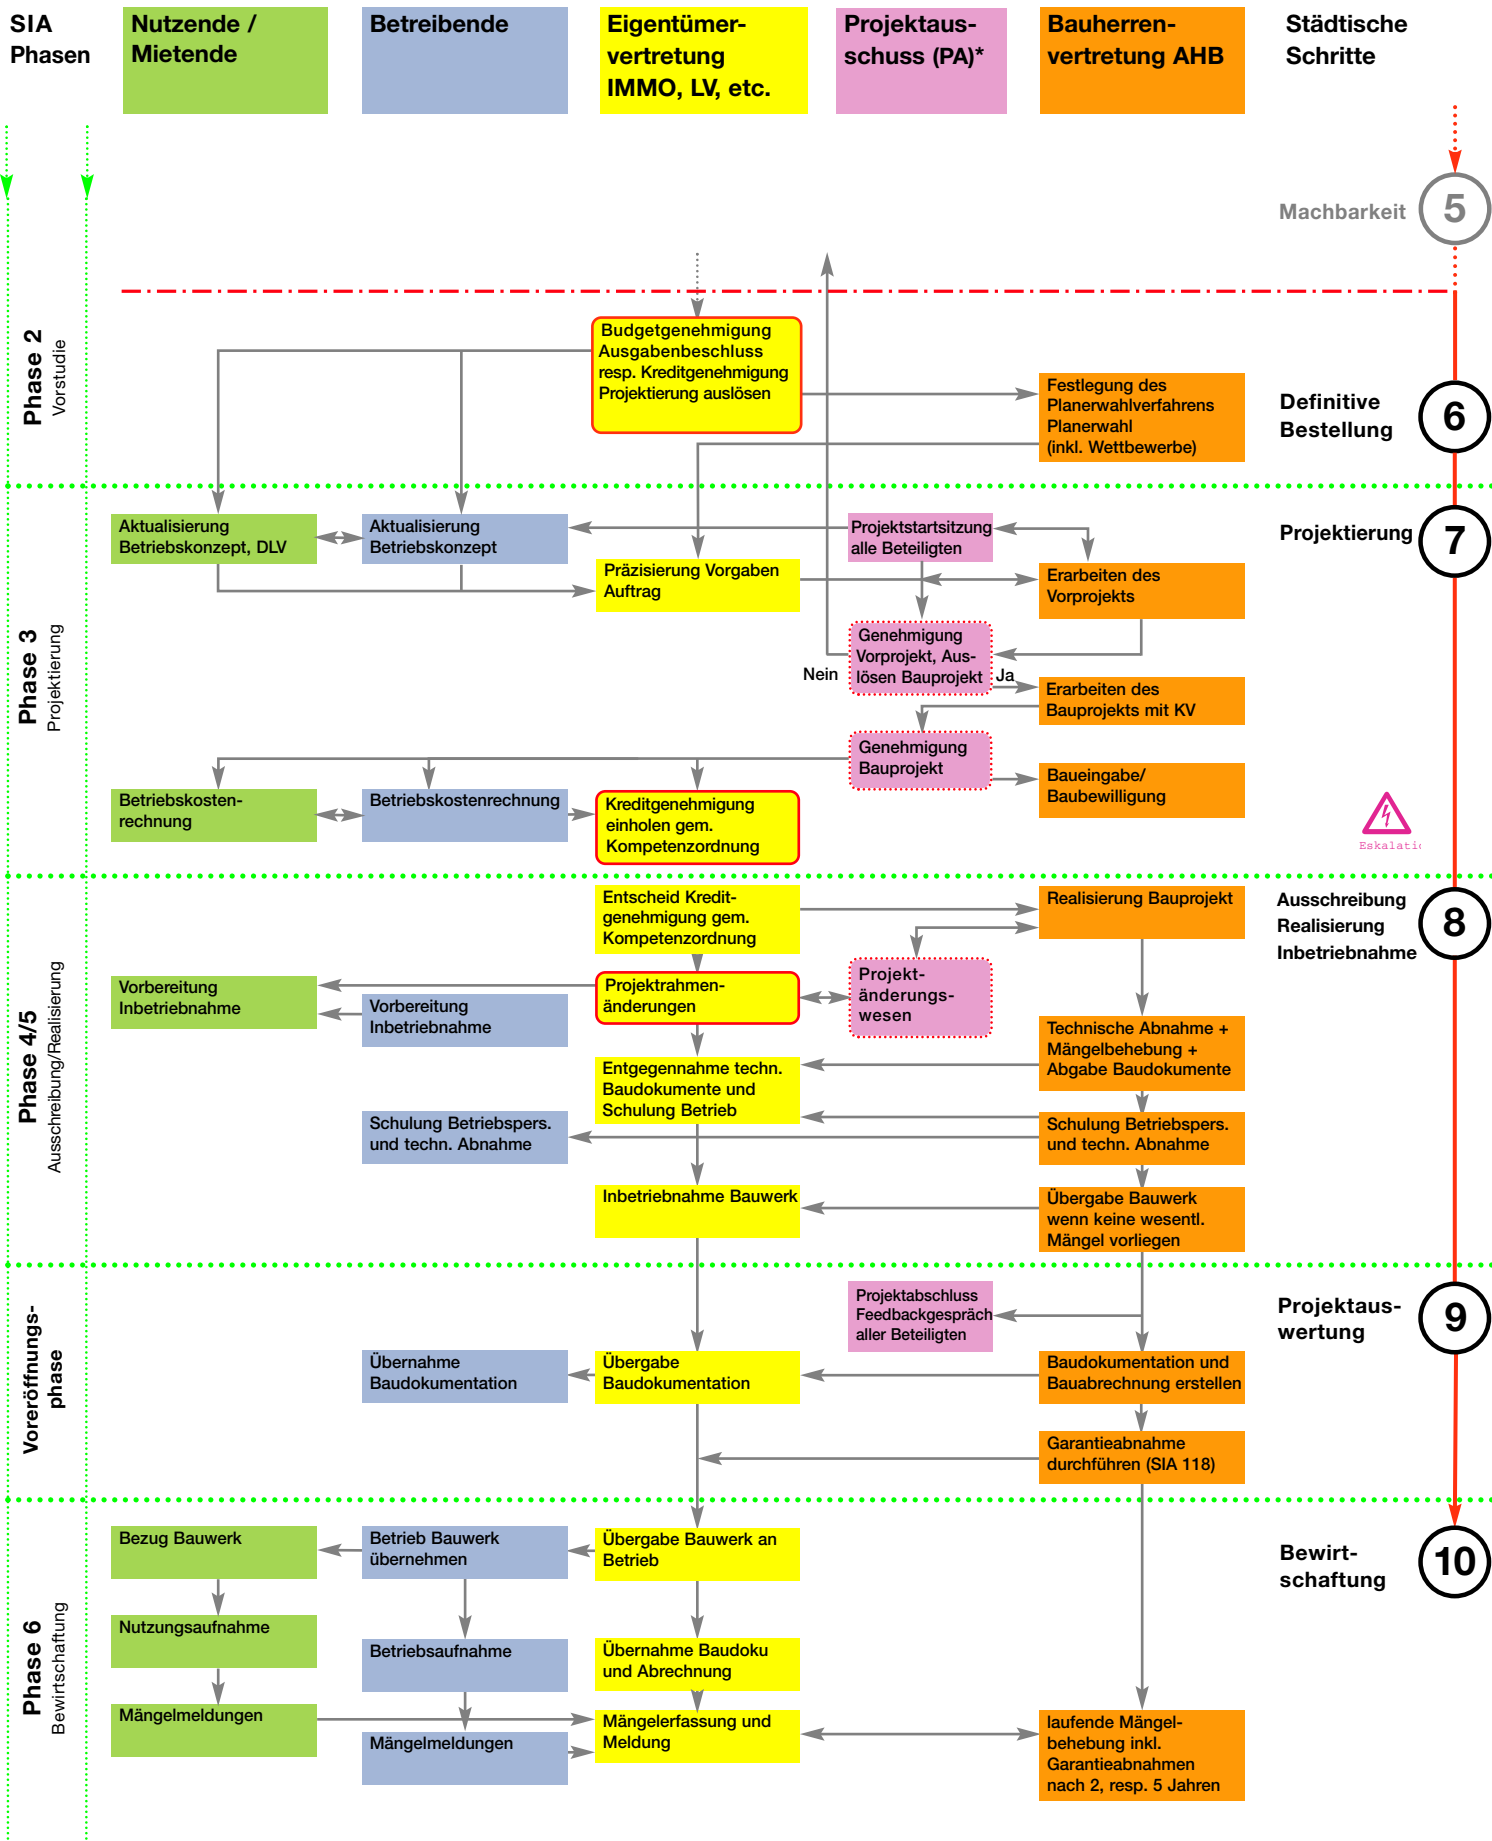 SIA
Phasen
Nutzende /
Mietende
Betreibende
Eigentümer-
vertretung
IMMO, LV, etc.
Projektaus-
schuss (PA)*
Bauherren-
vertretung AHB
Städtische
Schritte
Machbarkeit
5
Phase 2
Vorstudie
Budgetgenehmigung
Ausgabenbeschluss
resp. Kreditgenehmigung
Projektierung auslösen
Festlegung des
Planerwahlverfahrens
Planerwahl
(inkl. Wettbewerbe)
Definitive
Bestellung
6
Phase 3
Projektierung
Aktualisierung
Betriebskonzept, DLV
Aktualisierung
Betriebskonzept
Präzisierung Vorgaben
Auftrag
Projektstartsitzung
alle Beteiligten
Erarbeiten des
Vorprojekts
Projektierung
7
Genehmigung
Vorprojekt, Aus-
lösen Bauprojekt
Nein
Ja
Erarbeiten des
Bauprojekts mit KV
Genehmigung
Bauprojekt
Baueingabe/
Baubewilligung
Betriebskosten-
rechnung
Betriebskostenrechnung
Kreditgenehmigung
einholen gem.
Kompetenzordnung
Eskalatio
Phase 4/5
Ausschreibung/Realisierung
Entscheid Kredit-
genehmigung gem.
Kompetenzordnung
Realisierung Bauprojekt
Ausschreibung
Realisierung
Inbetriebnahme
8
Vorbereitung
Inbetriebnahme
Vorbereitung
Inbetriebnahme
Projektrahmen-
änderungen
Projekt-
änderungs-
wesen
Technische Abnahme +
Mängelbehebung +
Abgabe Baudokumente
Entgegennahme techn.
Baudokumente und
Schulung Betrieb
Schulung Betriebspers.
und techn. Abnahme
Schulung Betriebspers.
und techn. Abnahme
Inbetriebnahme Bauwerk
Übergabe Bauwerk
wenn keine wesentl.
Mängel vorliegen
Voreröffnungs-
phase
Projektabschluss
Feedbackgespräch
aller Beteiligten
Projektaus-
wertung
9
Übernahme
Baudokumentation
Übergabe
Baudokumentation
Baudokumentation und
Bauabrechnung erstellen
Garantieabnahme
durchführen (SIA 118)
Phase 6
Bewirtschaftung
Bezug Bauwerk
Betrieb Bauwerk
übernehmen
Übergabe Bauwerk an
Betrieb
Bewirt-
schaftung
10
Nutzungsaufnahme
Betriebsaufnahme
Übernahme Baudoku
und Abrechnung
Mängelmeldungen
Mängelmeldungen
Mängelerfassung und
Meldung
laufende Mängel-
behebung inkl.
Garantieabnahmen
nach 2, resp. 5 Jahren